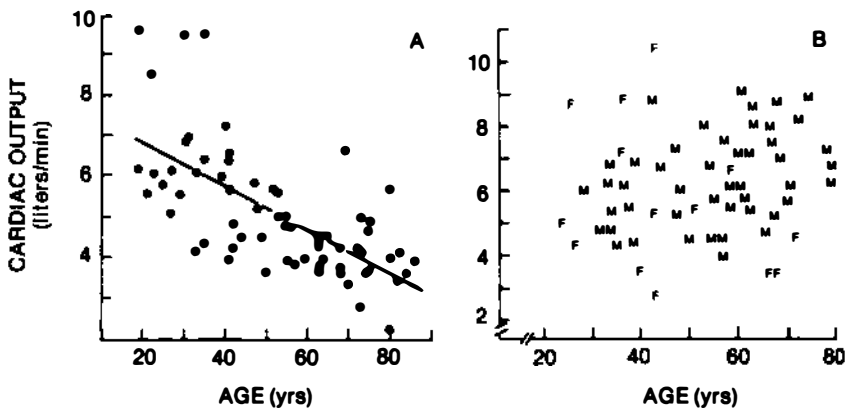 A
CARDIAC OUTPUT
(liters/min)
10
8
6
4
20 40 60 80
AGE (yrs)
B
10
8
6
4
2
F
M
F F M M M M
M M M
M M
F M M M M
M M M F M
M M M M M M M
M M M M M
M F M M
M F M M
F M M M
F M M M M M F
M
F F F
F
20 40 60 80
AGE (yrs)